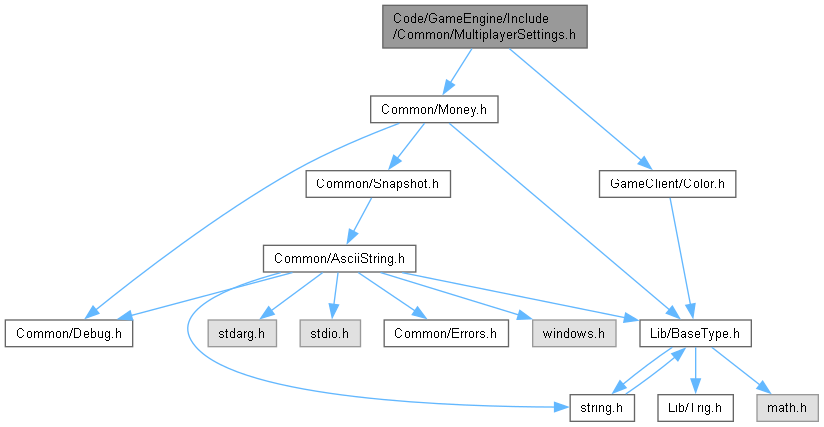 Code/GameEngine/Include
/Common/MultiplayerSettings.h
Common/Money.h
Common/Snapshot.h
GameClient/Color.h
Common/AsciiString.h
Common/Debug.h
stdarg.h
stdio.h
Common/Errors.h
windows.h
Lib/BaseType.h
string.h
Lib/Trig.h
math.h